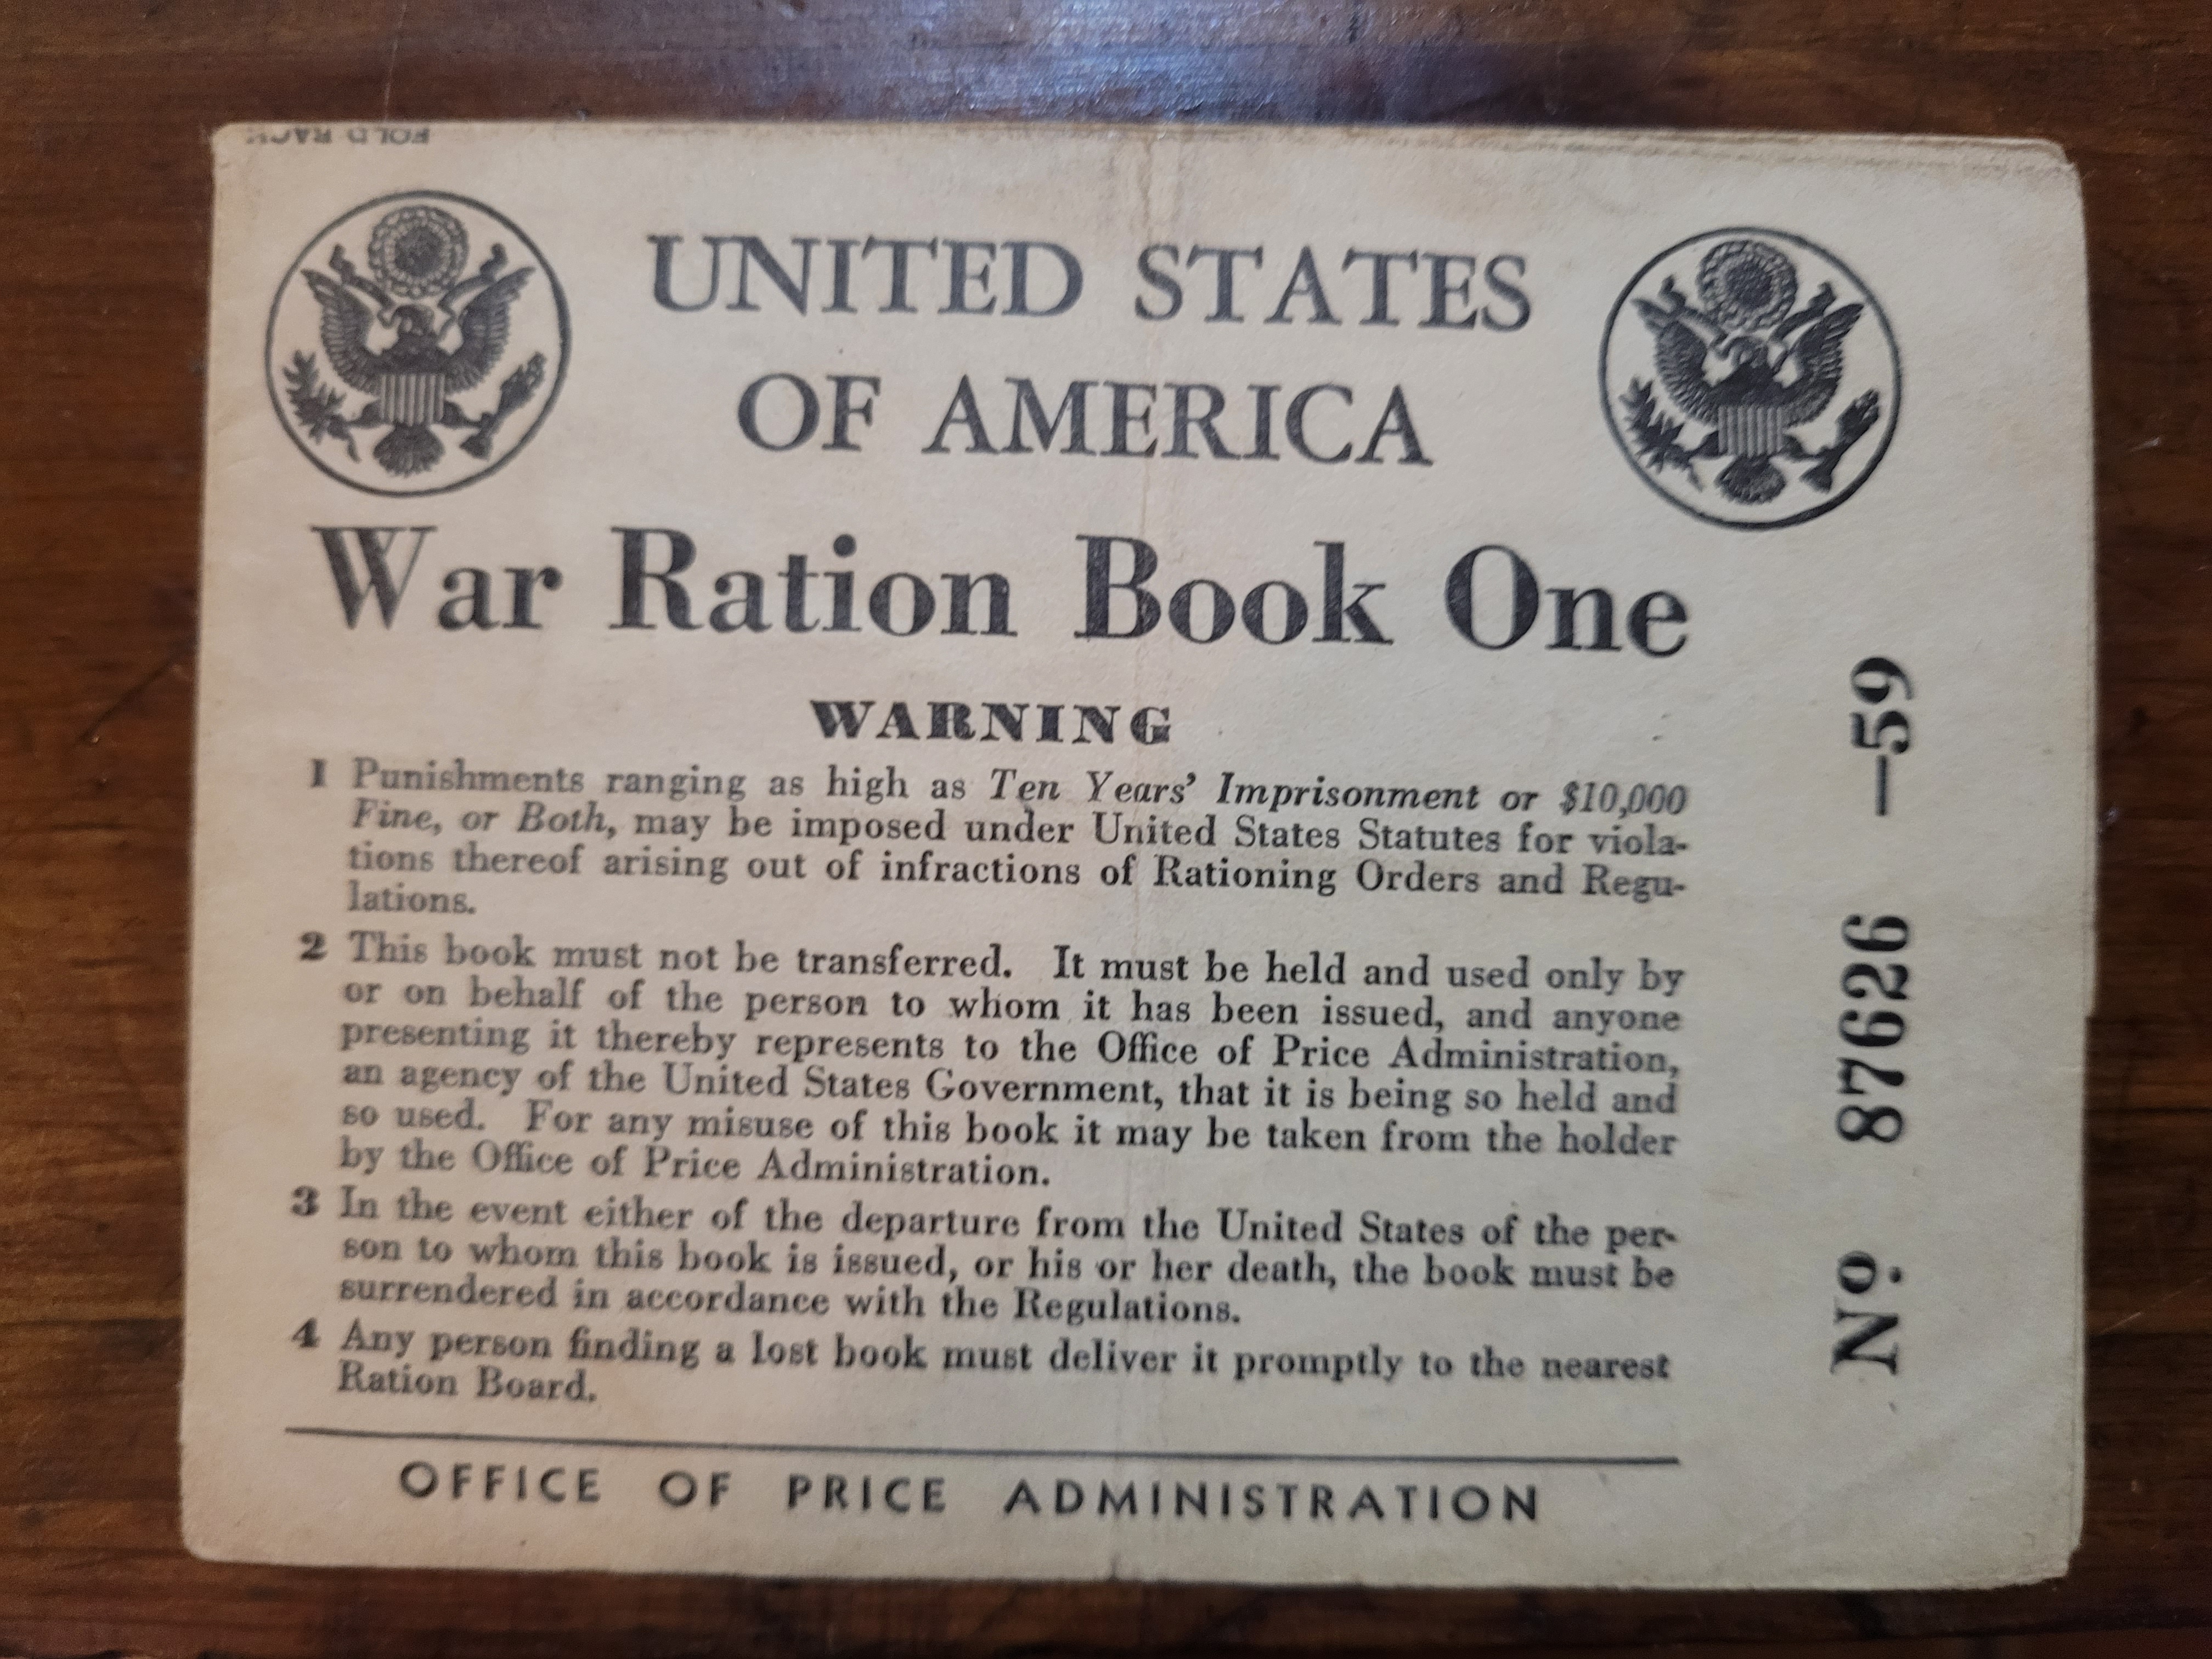 FOLD BACK
UNITED STATES
OF AMERICA
War Ration Book One
WARNING
1 Punishments ranging as high as Ten Years' Imprisonment or $10,000
Fine, or Both, may be imposed under United States Statutes for viola-
tions thereof arising out of infractions of Rationing Orders and Regu-
lations.
2 This book must not be transferred. It must be held and used only by
or on behalf of the person to whom it has been issued, and anyone
presenting it thereby represents to the Office of Price Administration,
an agency of the United States Government, that it is being so held and
so used. For any misuse of this book it may be taken from the holder
by the Office of Price Administration.
3 In the event either of the departure from the United States of the per-
son to whom this book is issued, or his or her death, the book must be
surrendered in accordance with the Regulations.
4 Any person finding a lost book must deliver it promptly to the nearest
Ration Board.
OFFICE OF PRICE ADMINISTRATION
Nº 87626 —59